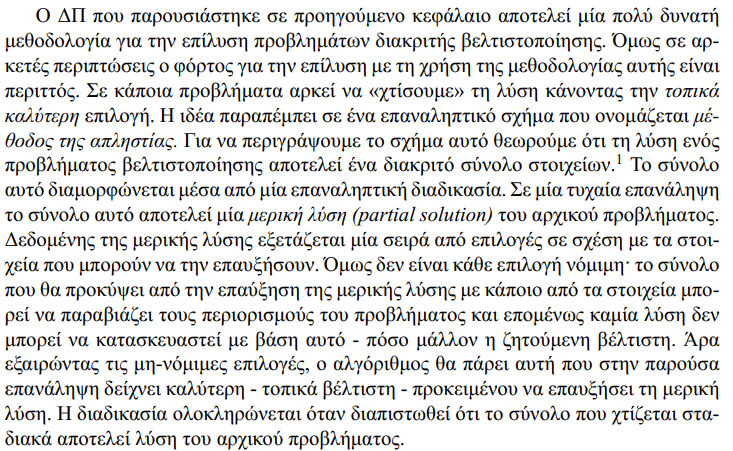 Ο ΔΠ που παρουσιάστηκε σε προηγούμενο κεφάλαιο αποτελεί μία πολύ δυνατή
μεθοδολογία για την επίλυση προβλημάτων διακριτής βελτιστοποίησης. Όμως σε αρ-
κετές περιπτώσεις ο φόρτος για την επίλυση με τη χρήση της μεθοδολογίας αυτής είναι
περιττός. Σε κάποια προβλήματα αρκεί να «χτίσουμε» τη λύση κάνοντας την τοπικά
καλύτερη επιλογή. Η ιδέα παραπέμπει σε ένα επαναληπτικό σχήμα που ονομάζεται μέ-
θοδος της απληστίας. Για να περιγράψουμε το σχήμα αυτό θεωρούμε ότι τη λύση ενός
προβλήματος βελτιστοποίησης αποτελεί ένα διακριτό σύνολο στοιχείων.¹ Το σύνολο
αυτό διαμορφώνεται μέσα από μία επαναληπτική διαδικασία. Σε μία τυχαία επανάληψη
το σύνολο αυτό αποτελεί μία μερική λύση (partial solution) του αρχικού προβλήματος.
Δεδομένης της μερικής λύσης εξετάζεται μία σειρά από επιλογές σε σχέση με τα στοι-
χεία που μπορούν να την επαυξήσουν. Όμως δεν είναι κάθε επιλογή νόμιμη· το σύνολο
που θα προκύψει από την επαύξηση της μερικής λύσης με κάποιο από τα στοιχεία μπο-
ρεί να παραβιάζει τους περιορισμούς του προβλήματος και επομένως καμία λύση δεν
μπορεί να κατασκευαστεί με βάση αυτό - πόσο μάλλον η ζητούμενη βέλτιστη. Άρα
εξαιρώντας τις μη-νόμιμες επιλογές, ο αλγόριθμος θα πάρει αυτή που στην παρούσα
επανάληψη δείχνει καλύτερη - τοπικά βέλτιστη - προκειμένου να επαυξήσει τη μερική
λύση. Η διαδικασία ολοκληρώνεται όταν διαπιστωθεί ότι το σύνολο που χτίζεται στα-
διακά αποτελεί λύση του αρχικού προβλήματος.